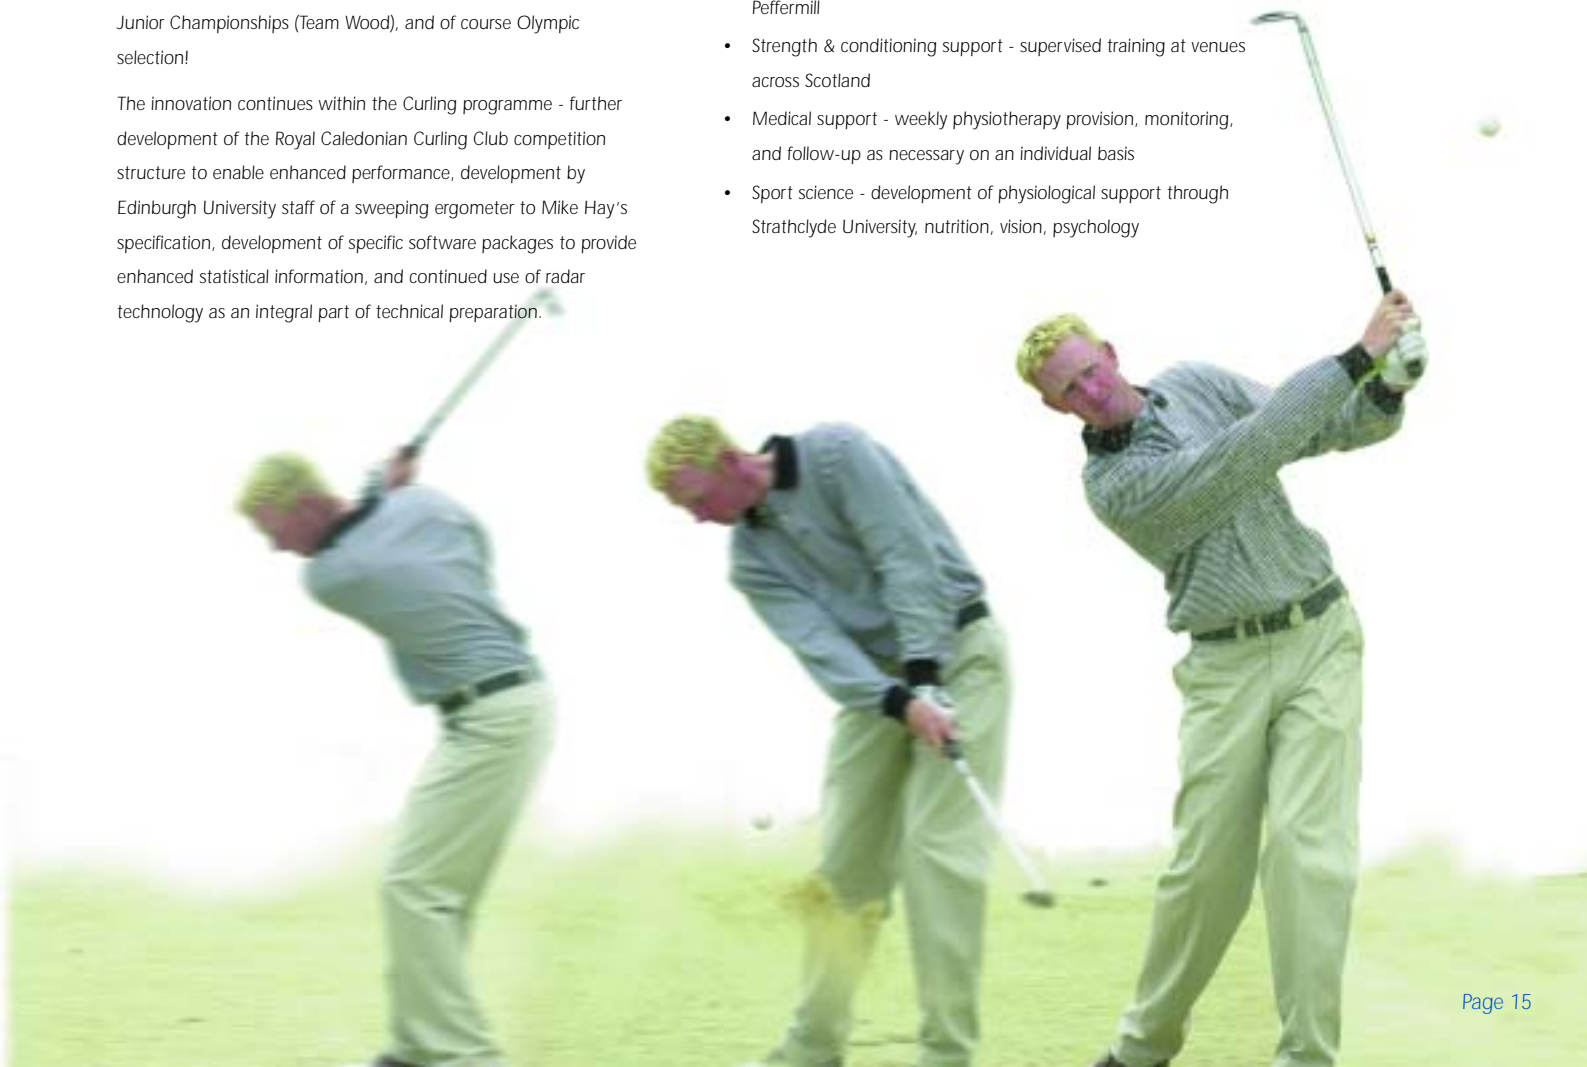 Junior Championships (Team Wood), and of course Olympic
selection!
The innovation continues within the Curling programme - further
development of the Royal Caledonian Curling Club competition
structure to enable enhanced performance, development by
Edinburgh University staff of a sweeping ergometer to Mike Hay's
specification, development of specific software packages to provide
enhanced statistical information, and continued use of radar
technology as an integral part of technical preparation.
Peffermill
• Strength & conditioning support - supervised training at venues
across Scotland
• Medical support - weekly physiotherapy provision, monitoring,
and follow-up as necessary on an individual basis
• Sport science - development of physiological support through
Strathclyde University, nutrition, vision, psychology
Page 15